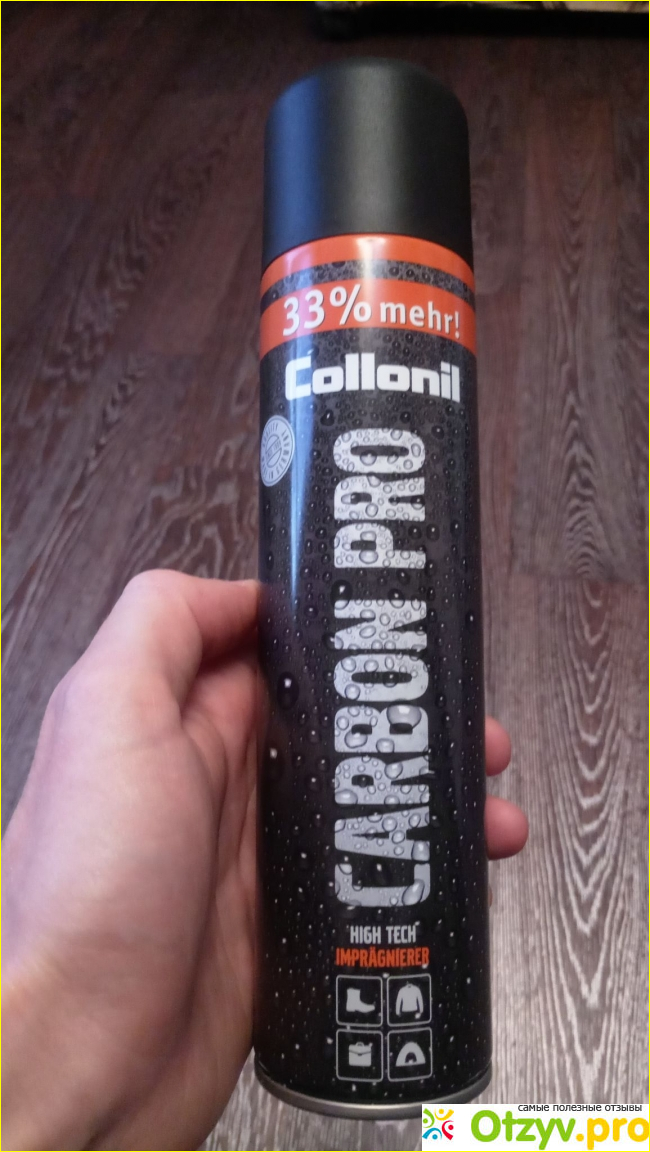 33% mehr!
Collonil
CARBON PRO
HIGH TECH
IMPRÄGNIERER
самые полезные отзывы
Otzyv.pro